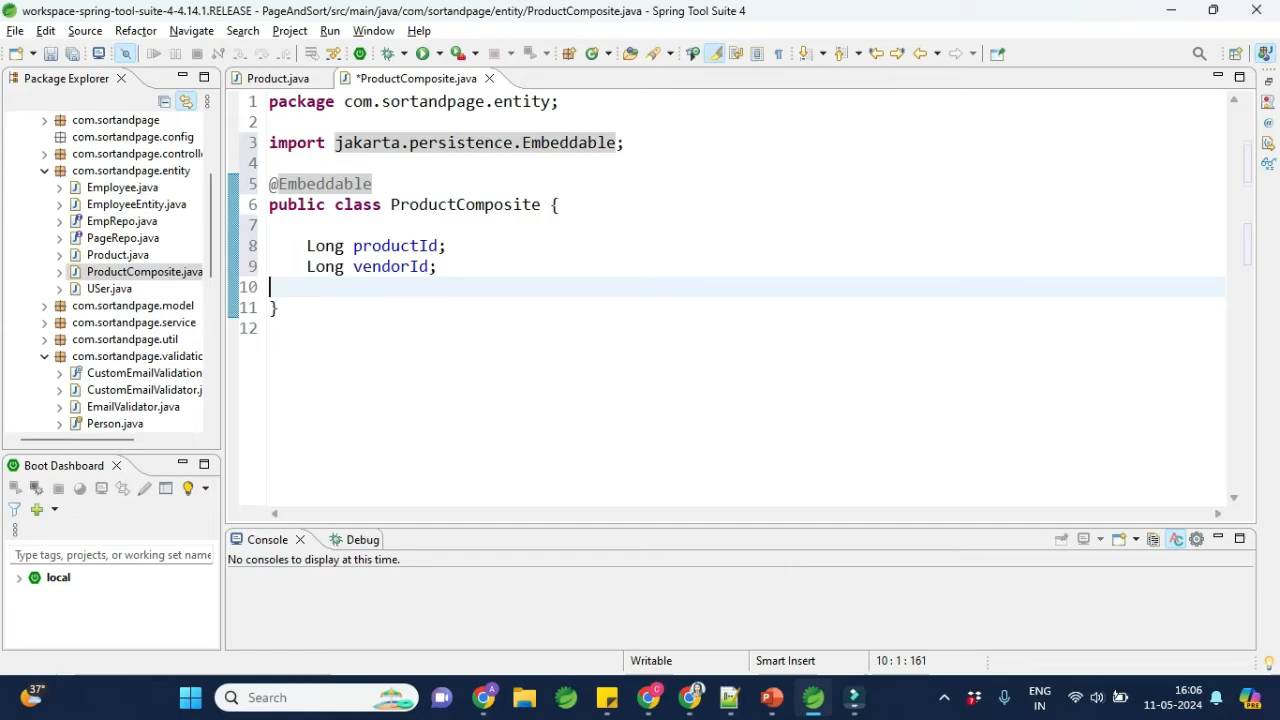 workspace-spring-tool-suite-4-4.14.1.RELEASE - PageAndSort/src/main/java/com/sortandpage/entity/ProductComposite.java - Spring Tool Suite 4
File Edit Source Refactor Navigate Search Project Run Window Help
Package Explorer
com.sortandpage
com.sortandpage.config
com.sortandpage.controll
com.sortandpage.entity
Employee.java
EmployeeEntity.java
EmpRepo.java
PageRepo.java
Product.java
ProductComposite.java
USer.java
com.sortandpage.model
com.sortandpage.service
com.sortandpage.util
com.sortandpage.validatic
CustomEmailValidation
CustomEmailValidator.j
EmailValidator.java
Person.java
Product.java *ProductComposite.java
1 package com.sortandpage.entity;
2
3 import jakarta.persistence.Embeddable;
4
5 @Embeddable
6 public class ProductComposite {
7
8 Long productId;
9 Long vendorId;
10
11 }
12
Boot Dashboard
Type tags, projects, or working set name
local
Console Debug
No consoles to display at this time.
Writable Smart Insert 10 : 1 : 161
37°
Search
ENG
IN
16:06
11-05-2024